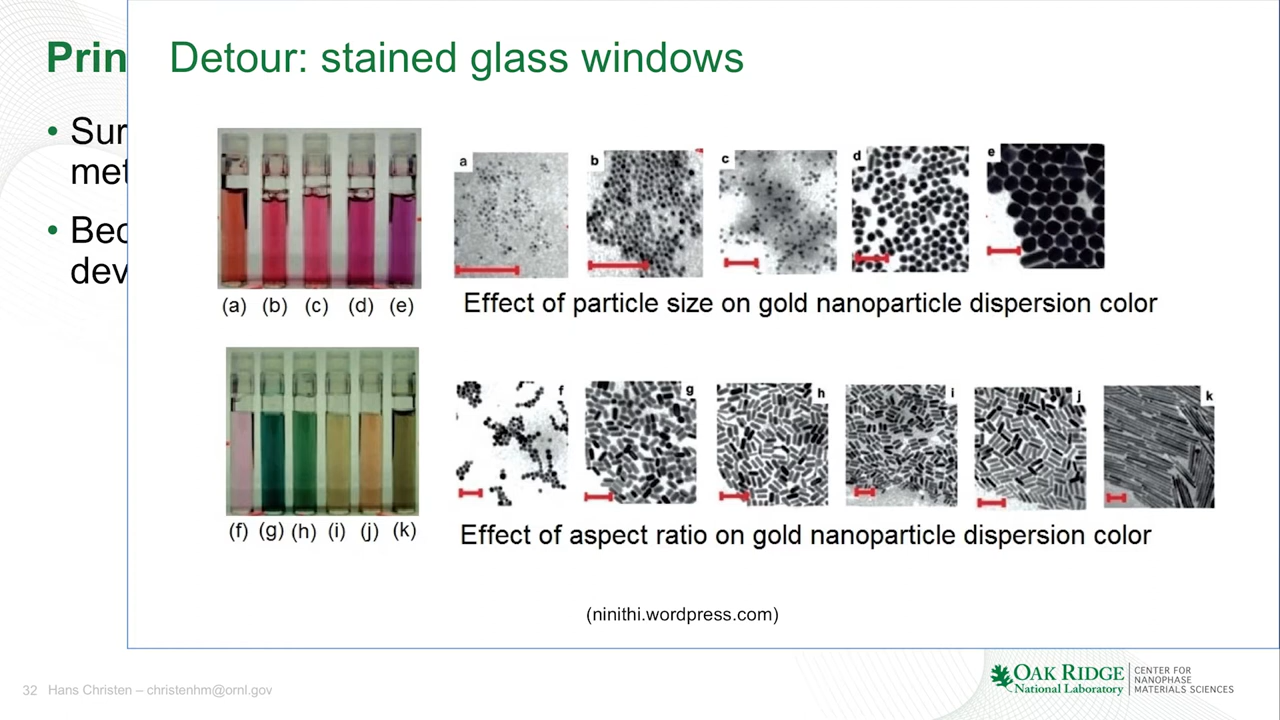 Prin
Detour: stained glass windows
• Sur
met
• Bec
dev
a
b
c
d
e
(a) (b) (c) (d) (e)
Effect of particle size on gold nanoparticle dispersion color
f
g
h
i
j
k
(f) (g) (h) (i) (j) (k)
Effect of aspect ratio on gold nanoparticle dispersion color
(ninithi.wordpress.com)
32 Hans Christen – christenhm@ornl.gov
OAK RIDGE
National Laboratory
CENTER FOR
NANOPHASE
MATERIALS SCIENCES